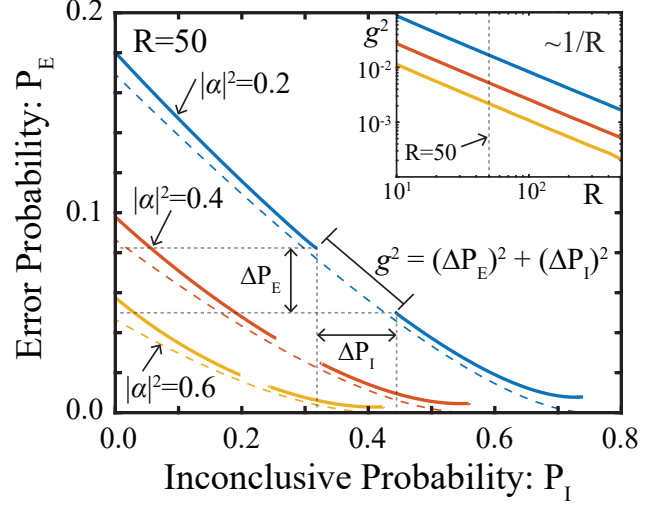 0.2
0.1
0.0
Error Probability: P_E
R=50
|α|²=0.2
|α|²=0.4
|α|²=0.6
ΔP_E
ΔP_I
g² = (ΔP_E)² + (ΔP_I)²
g²
10⁻²
10⁻³
~1/R
R=50
10¹
10²
R
0.0
0.2
0.4
0.6
0.8
Inconclusive Probability: P_I